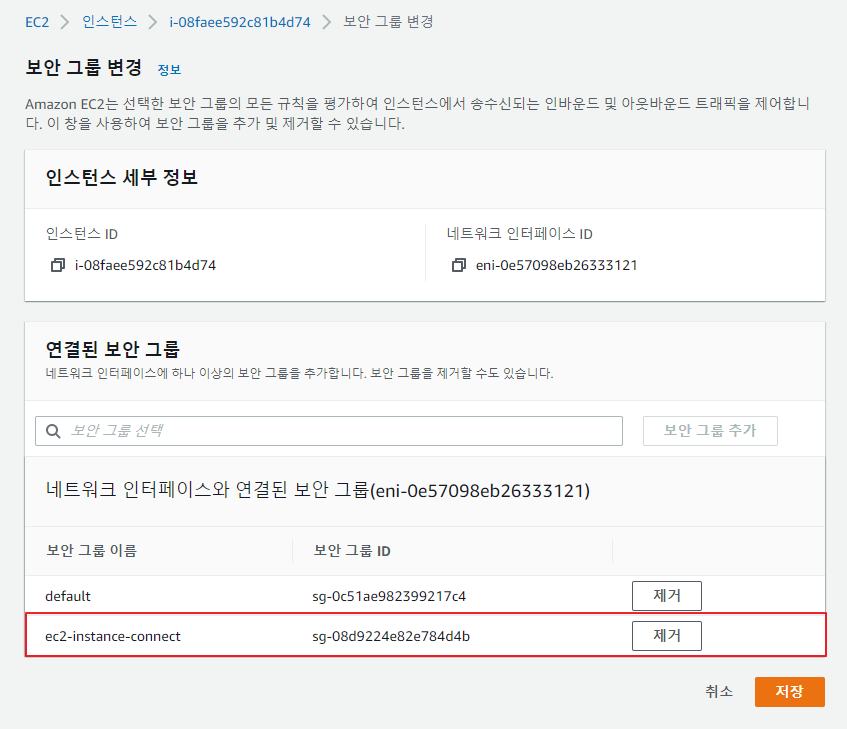 EC2 > 인스턴스 > i-08faee592c81b4d74 > 보안 그룹 변경
보안 그룹 변경 정보
Amazon EC2는 선택한 보안 그룹의 모든 규칙을 평가하여 인스턴스에서 송수신되는 인바운드 및 아웃바운드 트래픽을 제어합니
다. 이 창을 사용하여 보안 그룹을 추가 및 제거할 수 있습니다.
인스턴스 세부 정보
인스턴스 ID
i-08faee592c81b4d74
네트워크 인터페이스 ID
eni-0e57098eb26333121
연결된 보안 그룹
네트워크 인터페이스에 하나 이상의 보안 그룹을 추가합니다. 보안 그룹을 제거할 수도 있습니다.
보안 그룹 선택 보안 그룹 추가
네트워크 인터페이스와 연결된 보안 그룹(eni-0e57098eb26333121)
보안 그룹 이름 보안 그룹 ID
default sg-0c51ae982399217c4 제거
ec2-instance-connect sg-08d9224e82e784d4b 제거
취소 저장